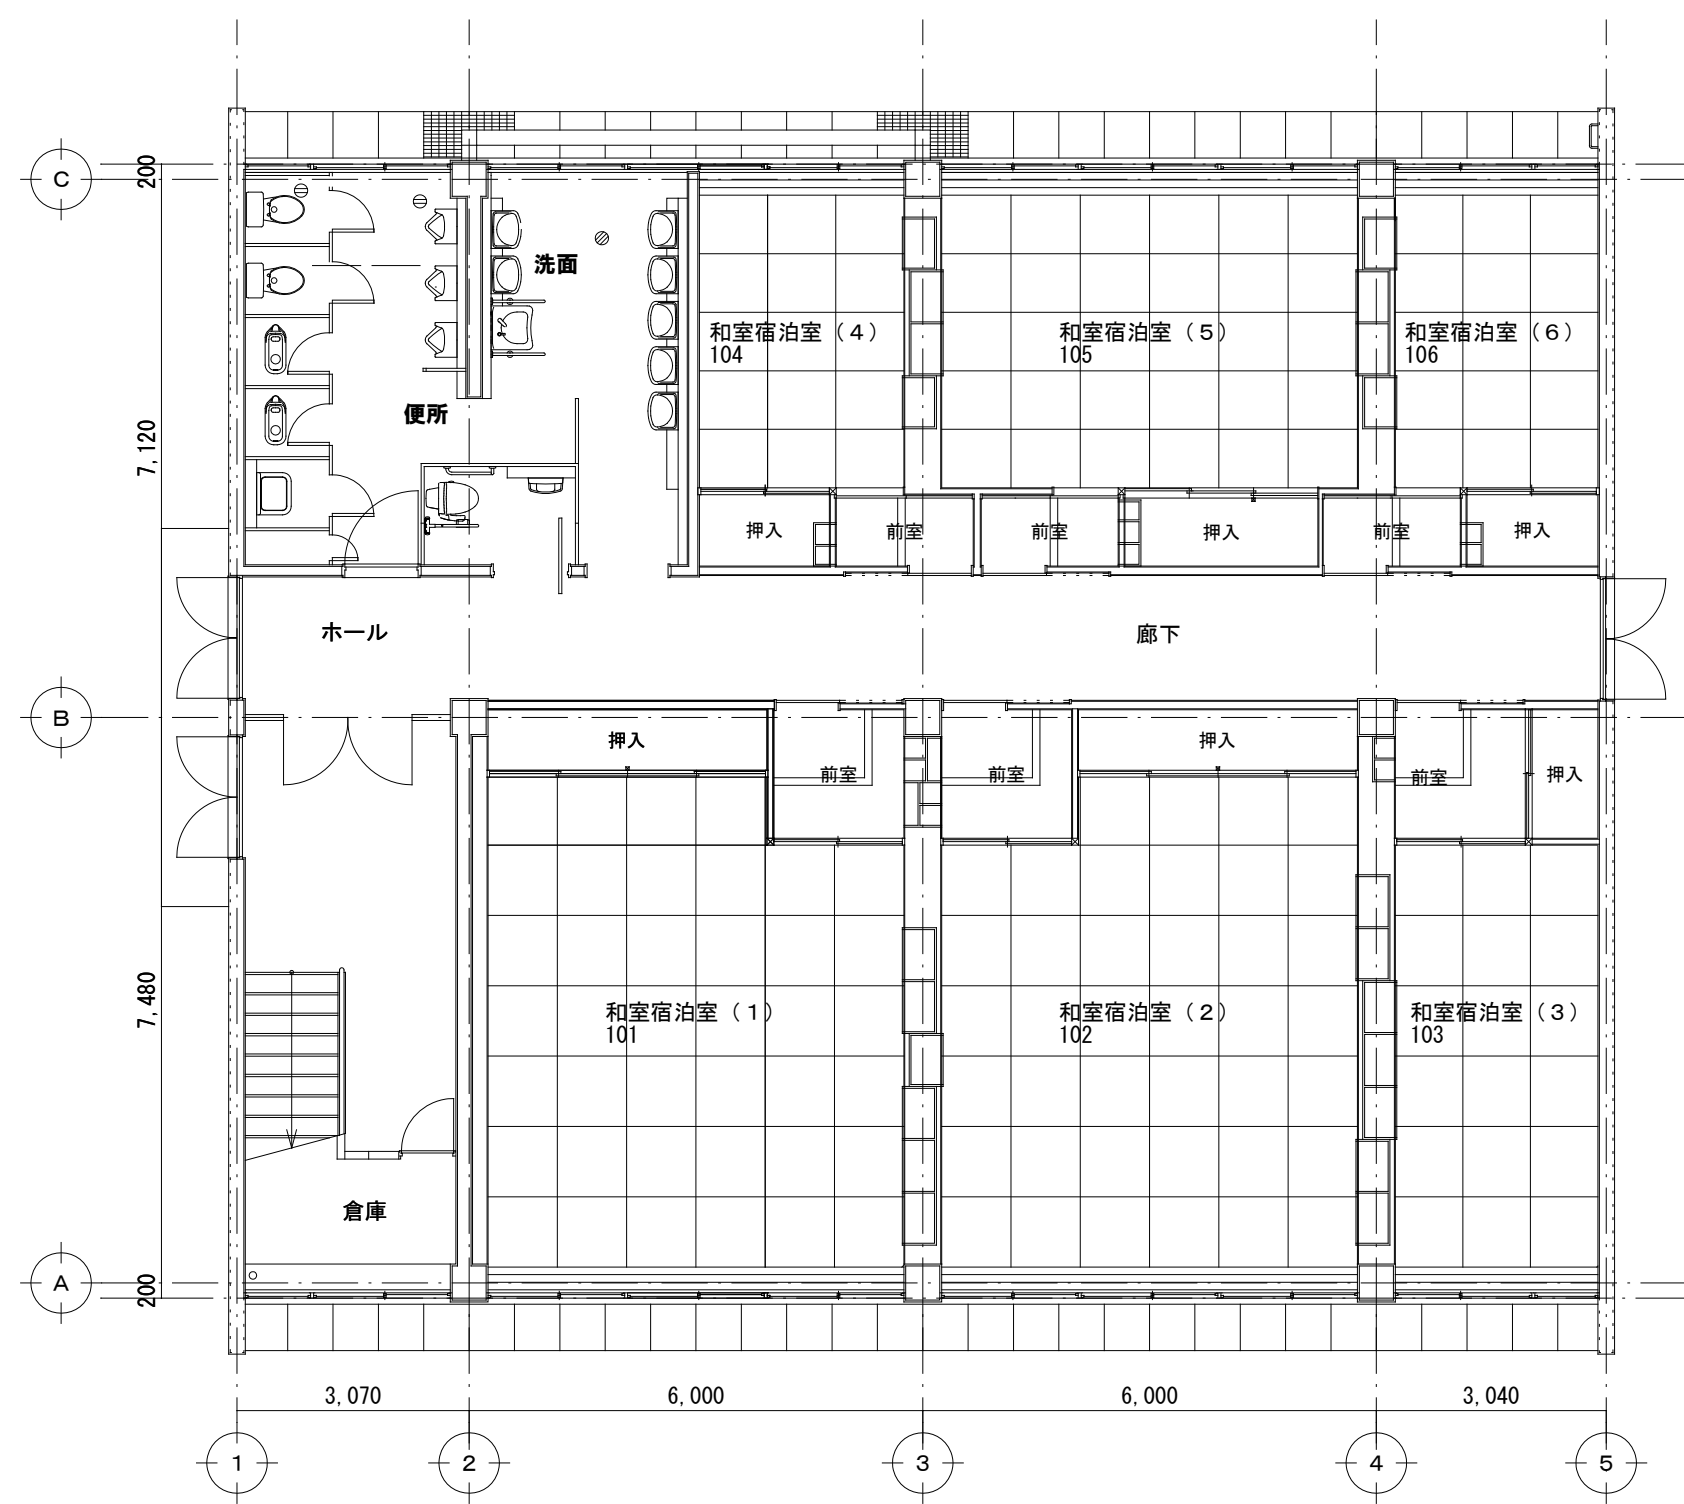 C
200
洗面
和室宿泊室（4）
104
和室宿泊室（5）
105
和室宿泊室（6）
106
便所
7,120
押入
前室
前室
押入
前室
押入
ホール
廊下
B
押入
前室
前室
押入
前室
押入
7,480
和室宿泊室（1）
101
和室宿泊室（2）
102
和室宿泊室（3）
103
倉庫
A
200
3,070
6,000
6,000
3,040
1
2
3
4
5